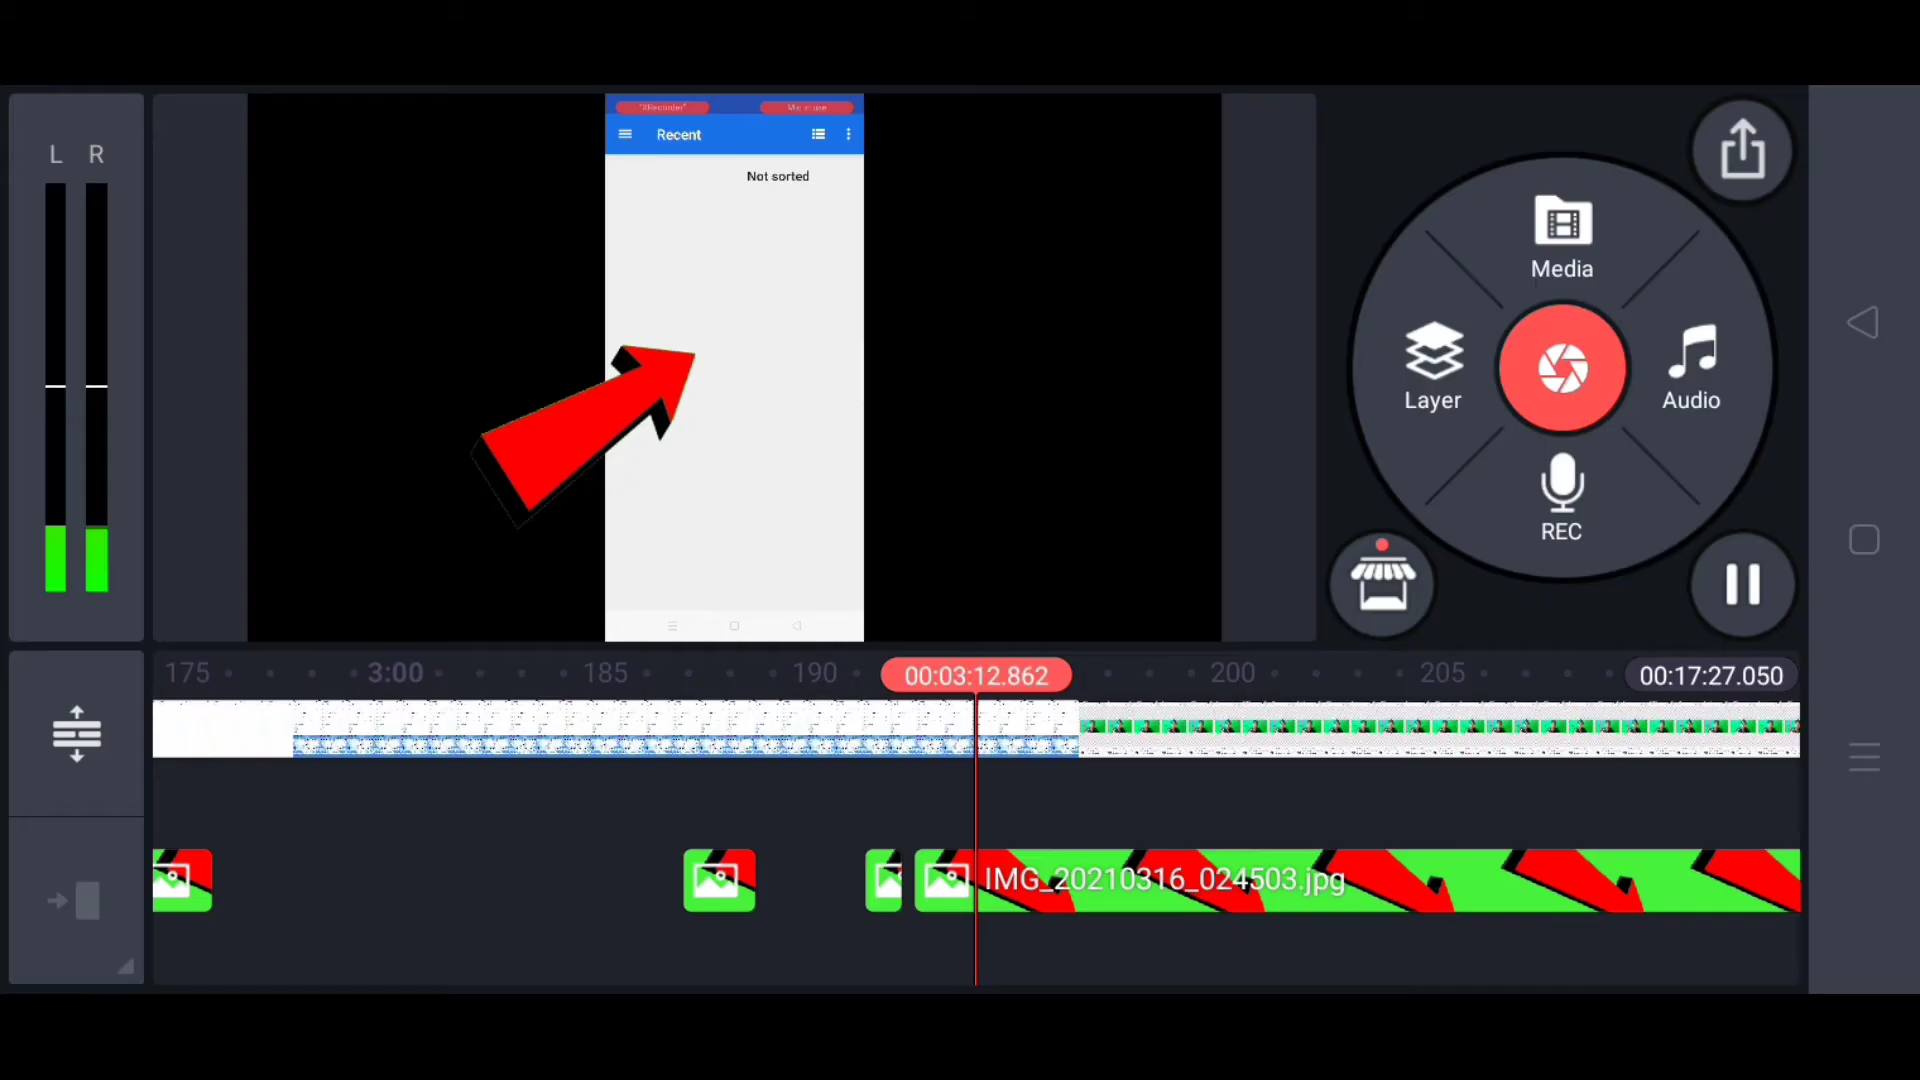 L R
"XRecorder"
Recent
Not sorted
Media
Layer
Audio
REC
175 3:00 185 190 00:03:12.862 200 205 00:17:27.050
IMG_20210316_024503.jpg